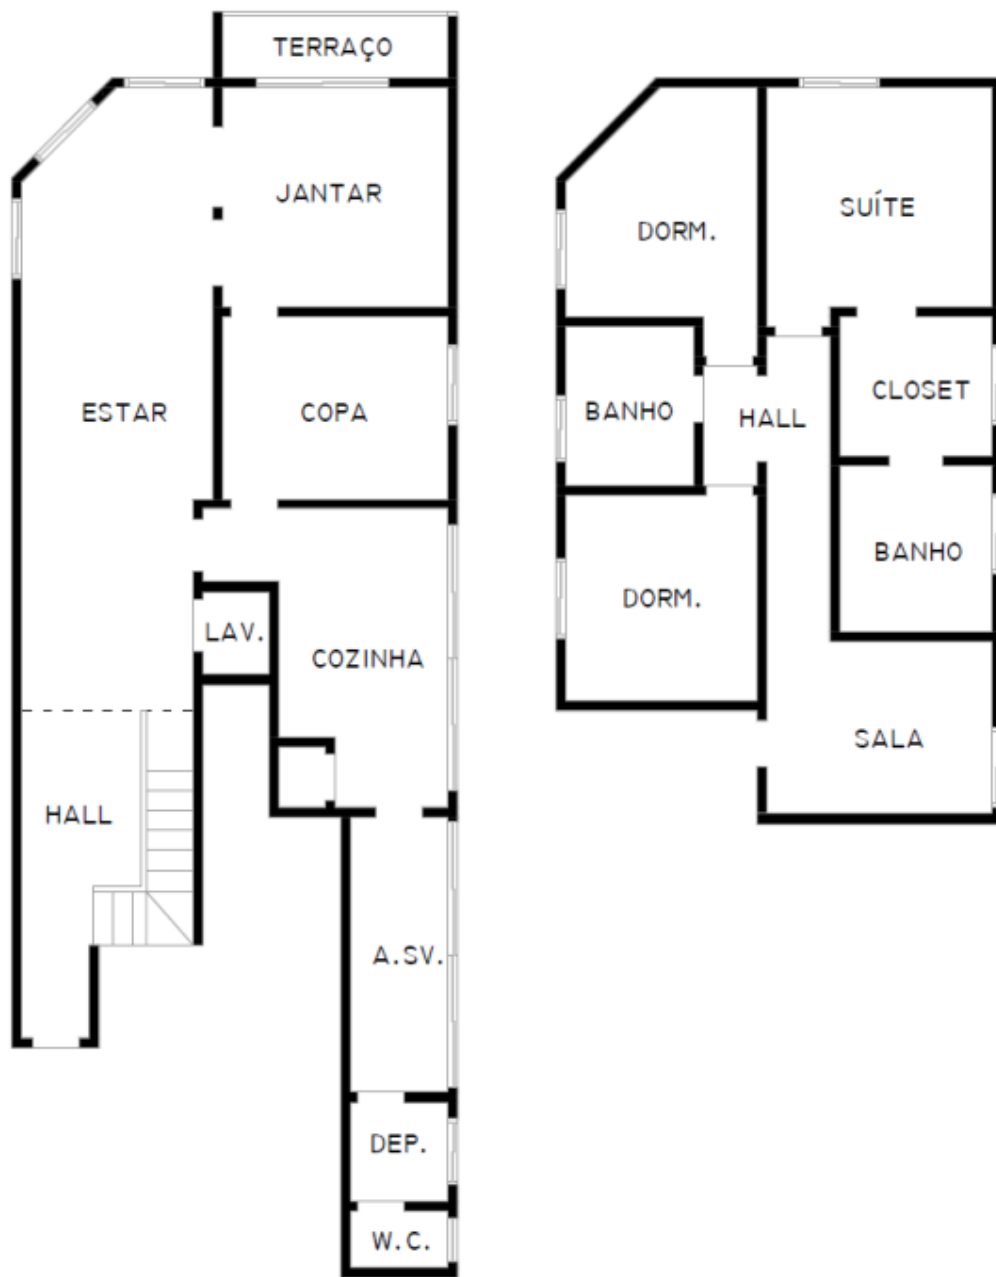 TERRAÇO
JANTAR
ESTAR
COPA
LAV.
COZINHA
HALL
A.SV.
DEP.
W.C.
DORM.
SUÍTE
BANHO
HALL
CLOSET
DORM.
BANHO
SALA